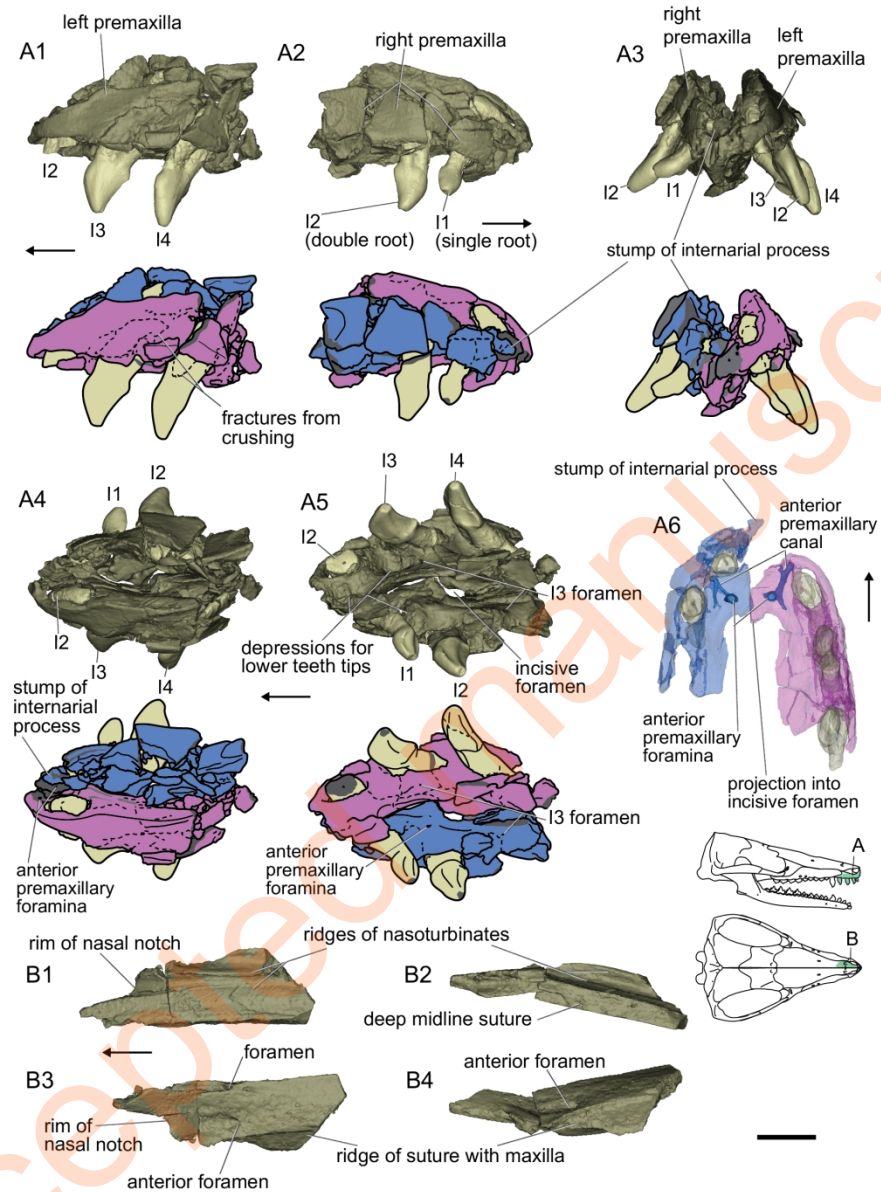 left premaxilla
right premaxilla
right
premaxilla
left
premaxilla
A1
A2
A3
I2
I3
I4
I2
(double root)
I1
(single root)
I2
I1
I3
I2
I4
stump of internarial process
fractures from
crushing
I2
I1
A4
I3
I4
A5
I2
stump of internarial process
anterior
premaxillary
canal
A6
I2
I3
I4
I3 foramen
depressions for
lower teeth tips
I1
incisive
foramen
I2
stump of
internarial
process
anterior
premaxillary
foramina
projection into
incisive foramen
I3 foramen
anterior
premaxillary
foramina
anterior
premaxillary
foramina
A
B
rim of nasal notch
ridges of nasoturbinates
B1
B2
deep midline suture
foramen
anterior foramen
B3
B4
rim of
nasal notch
ridge of suture with maxilla
anterior foramen
cepted manusc